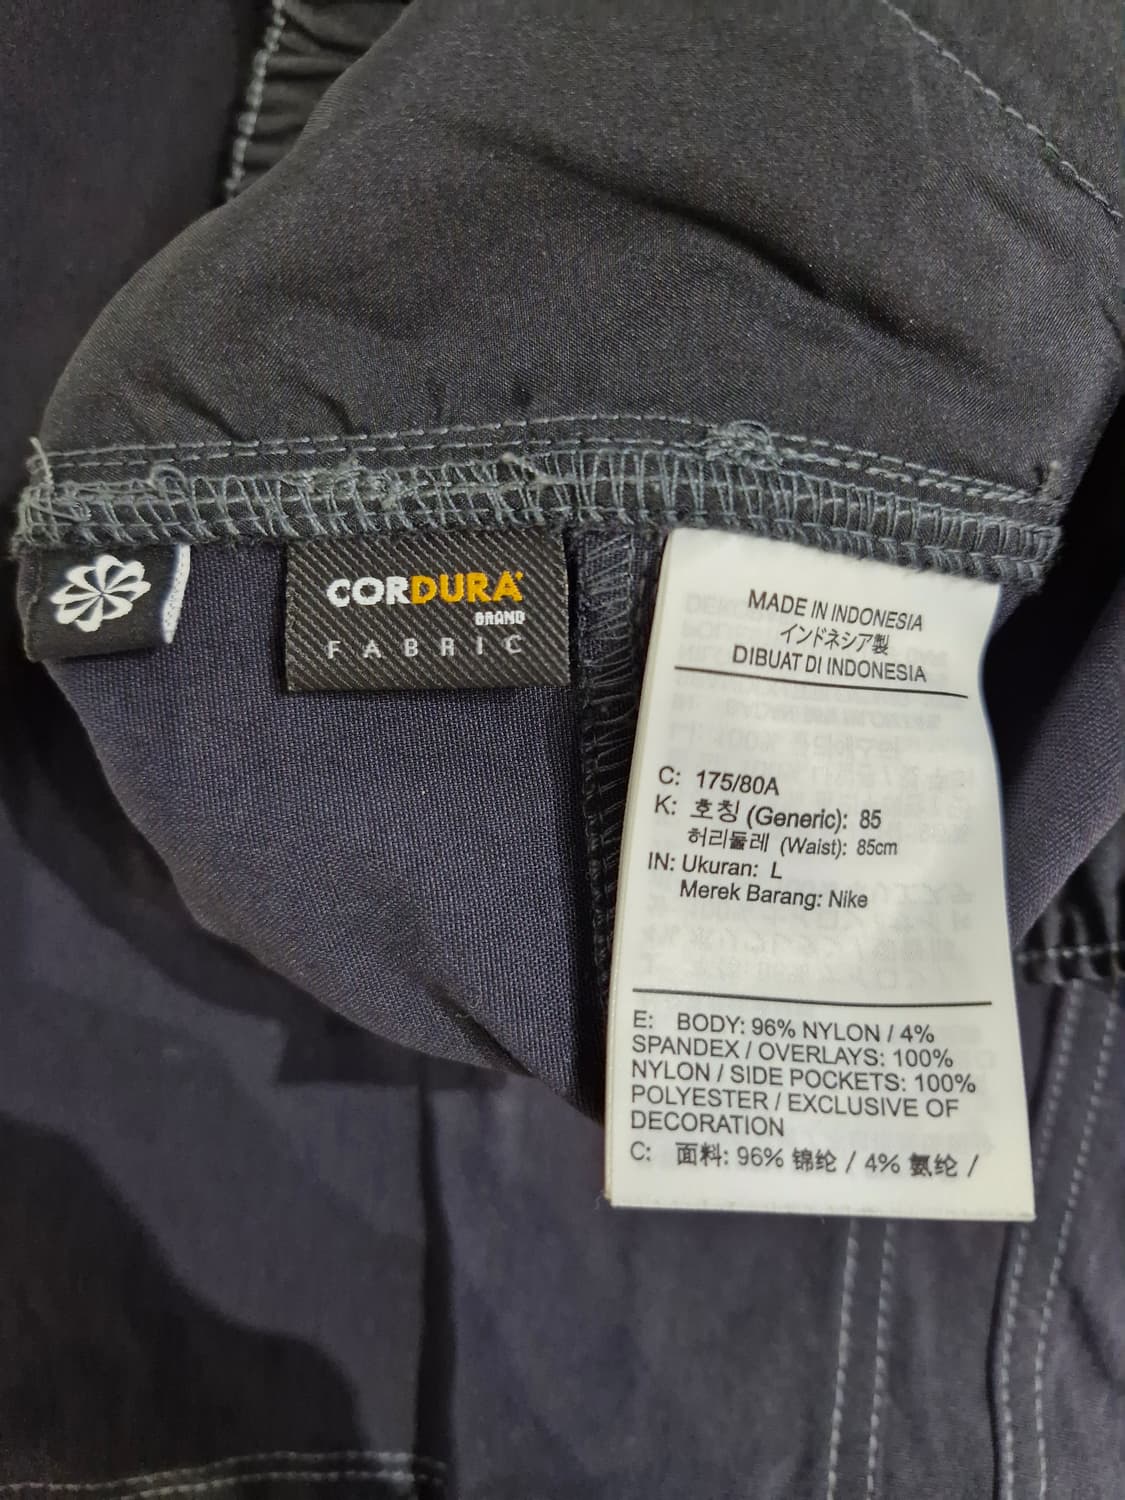 CORDURA
BRAND
FABRIC
MADE IN INDONESIA
インドネシア製
DIBUAT DI INDONESIA
C: 175/80A
K: 호칭 (Generic): 85
허리둘레 (Waist): 85cm
IN: Ukuran: L
Merek Barang: Nike
E: BODY: 96% NYLON / 4%
SPANDEX / OVERLAYS: 100%
NYLON / SIDE POCKETS: 100%
POLYESTER / EXCLUSIVE OF
DECORATION
C: 面料: 96% 锦纶 / 4% 氨纶 /